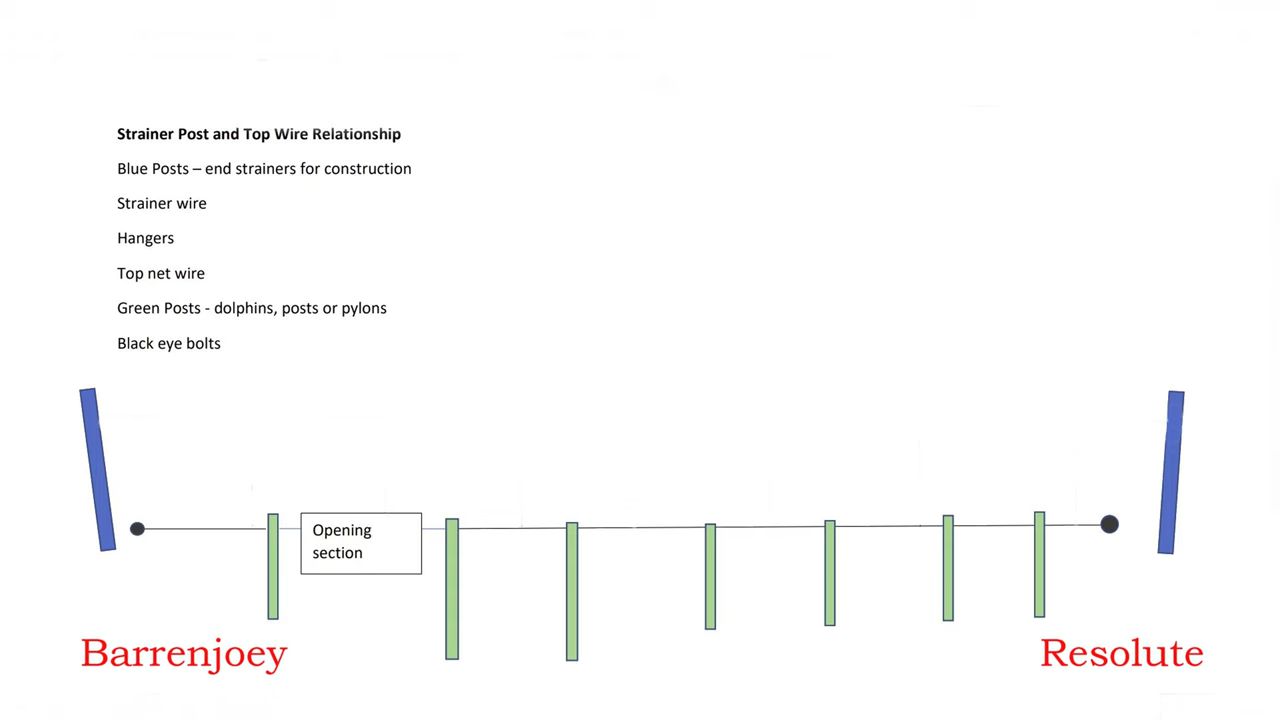 Strainer Post and Top Wire Relationship
Blue Posts – end strainers for construction
Strainer wire
Hangers
Top net wire
Green Posts - dolphins, posts or pylons
Black eye bolts
Opening
section
Barrenjoey
Resolute